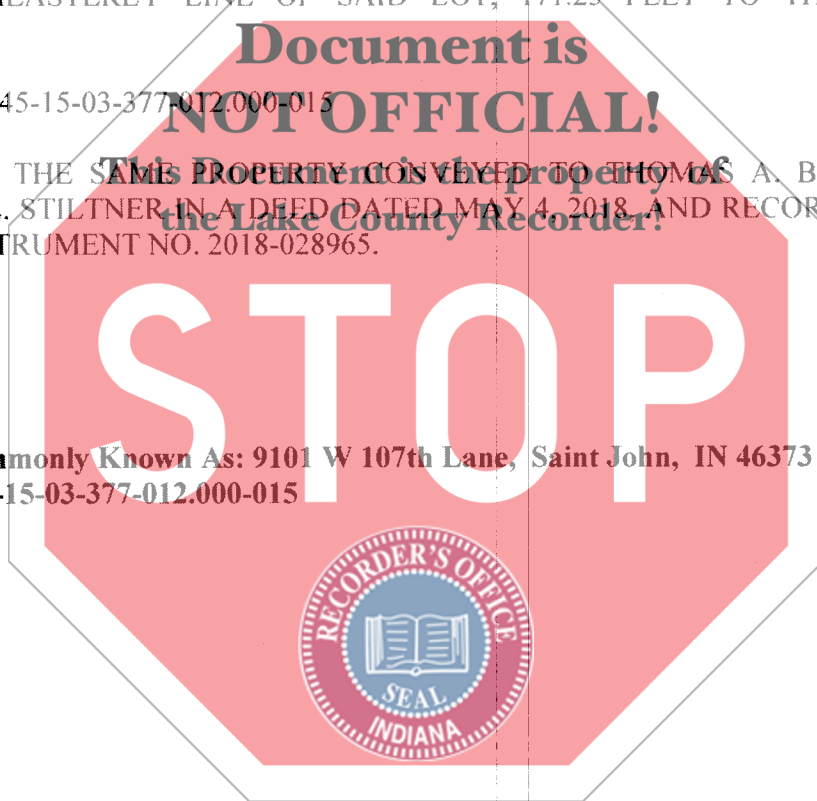 EASTERLY LINE OF SAID LOT, 171.25 FEET TO TH
Document is
NOT OFFICIAL!
This Document is the property of
the Lake County Recorder!
45-15-03-377-012.000-015
THE SAME PROPERTY CONVEYED TO THOMAS A. B
. STILTNER IN A DEED DATED MAY 4, 2018, AND RECOR
TRUMENT NO. 2018-028965.
STOP
mmonly Known As: 9101 W 107th Lane, Saint John, IN 46373
-15-03-377-012.000-015
RECORDER'S OFFICE
SEAL
INDIANA